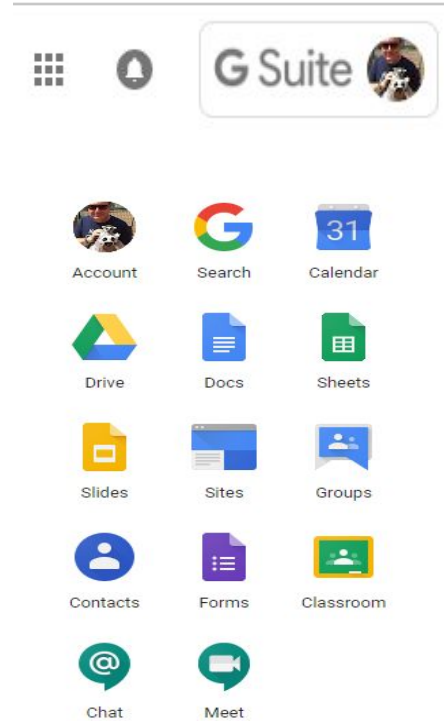 G Suite
31
Account Search Calendar
Drive Docs Sheets
Slides Sites Groups
Contacts Forms Classroom
@
Chat Meet